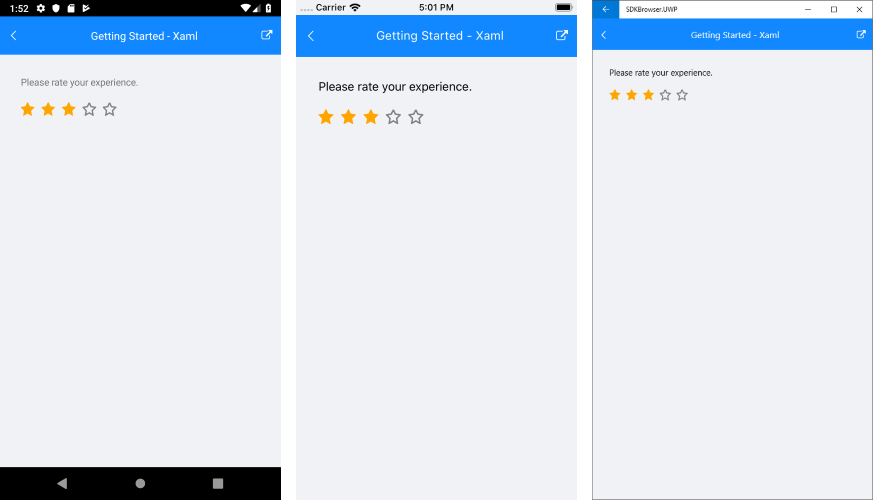 1:52
Getting Started - Xaml
Please rate your experience.
Carrier
5:01 PM
Getting Started - Xaml
Please rate your experience.
SDKBrowser.UWP
Getting Started - Xaml
Please rate your experience.